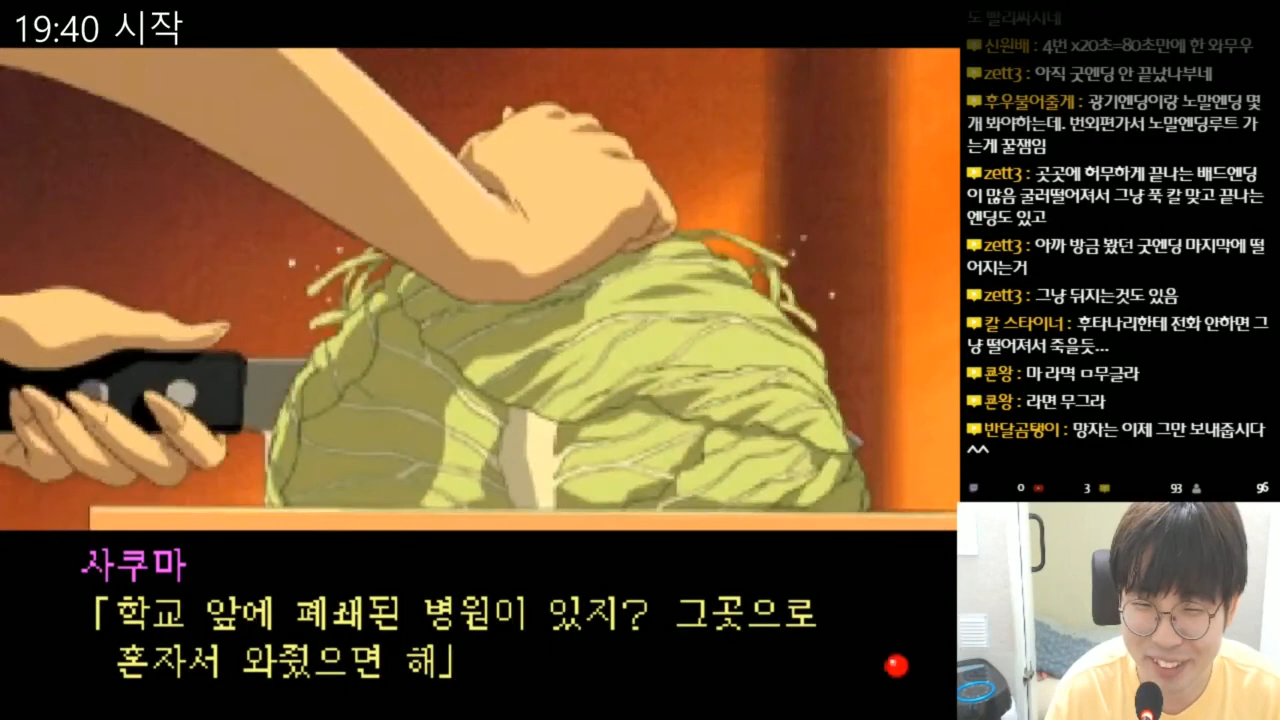 19:40 시작
도 빨리싸시네
신원배 : 4번 x20초=80초만에 한 와무우
zett3 : 아직 굿엔딩 안 끝났나부네
후우불어줄게 : 광기엔딩이랑 노말엔딩 몇
개 봐야하는데. 번외편가서 노말엔딩루트 가
는게 꿀잼임
zett3 : 곳곳에 허무하게 끝나는 배드엔딩
이 많음 굴러떨어져서 그냥 푹 칼 맞고 끝나는
엔딩도 있고
zett3 : 아까 방금 봤던 굿엔딩 마지막에 떨
어지는거
zett3 : 그냥 뒤지는것도 있음
칼 스타이너 : 후타나리한테 전화 안하면 그
냥 떨어져서 죽을듯...
콘왕 : 마 라멱 ㅁ무글라
콘왕 : 라면 무그라
반달곰탱이 : 망자는 이제 그만 보내줍시다
^^
0 3 93 96
사쿠마
「학교 앞에 폐쇄된 병원이 있지? 그곳으로
혼자서 와줬으면 해」